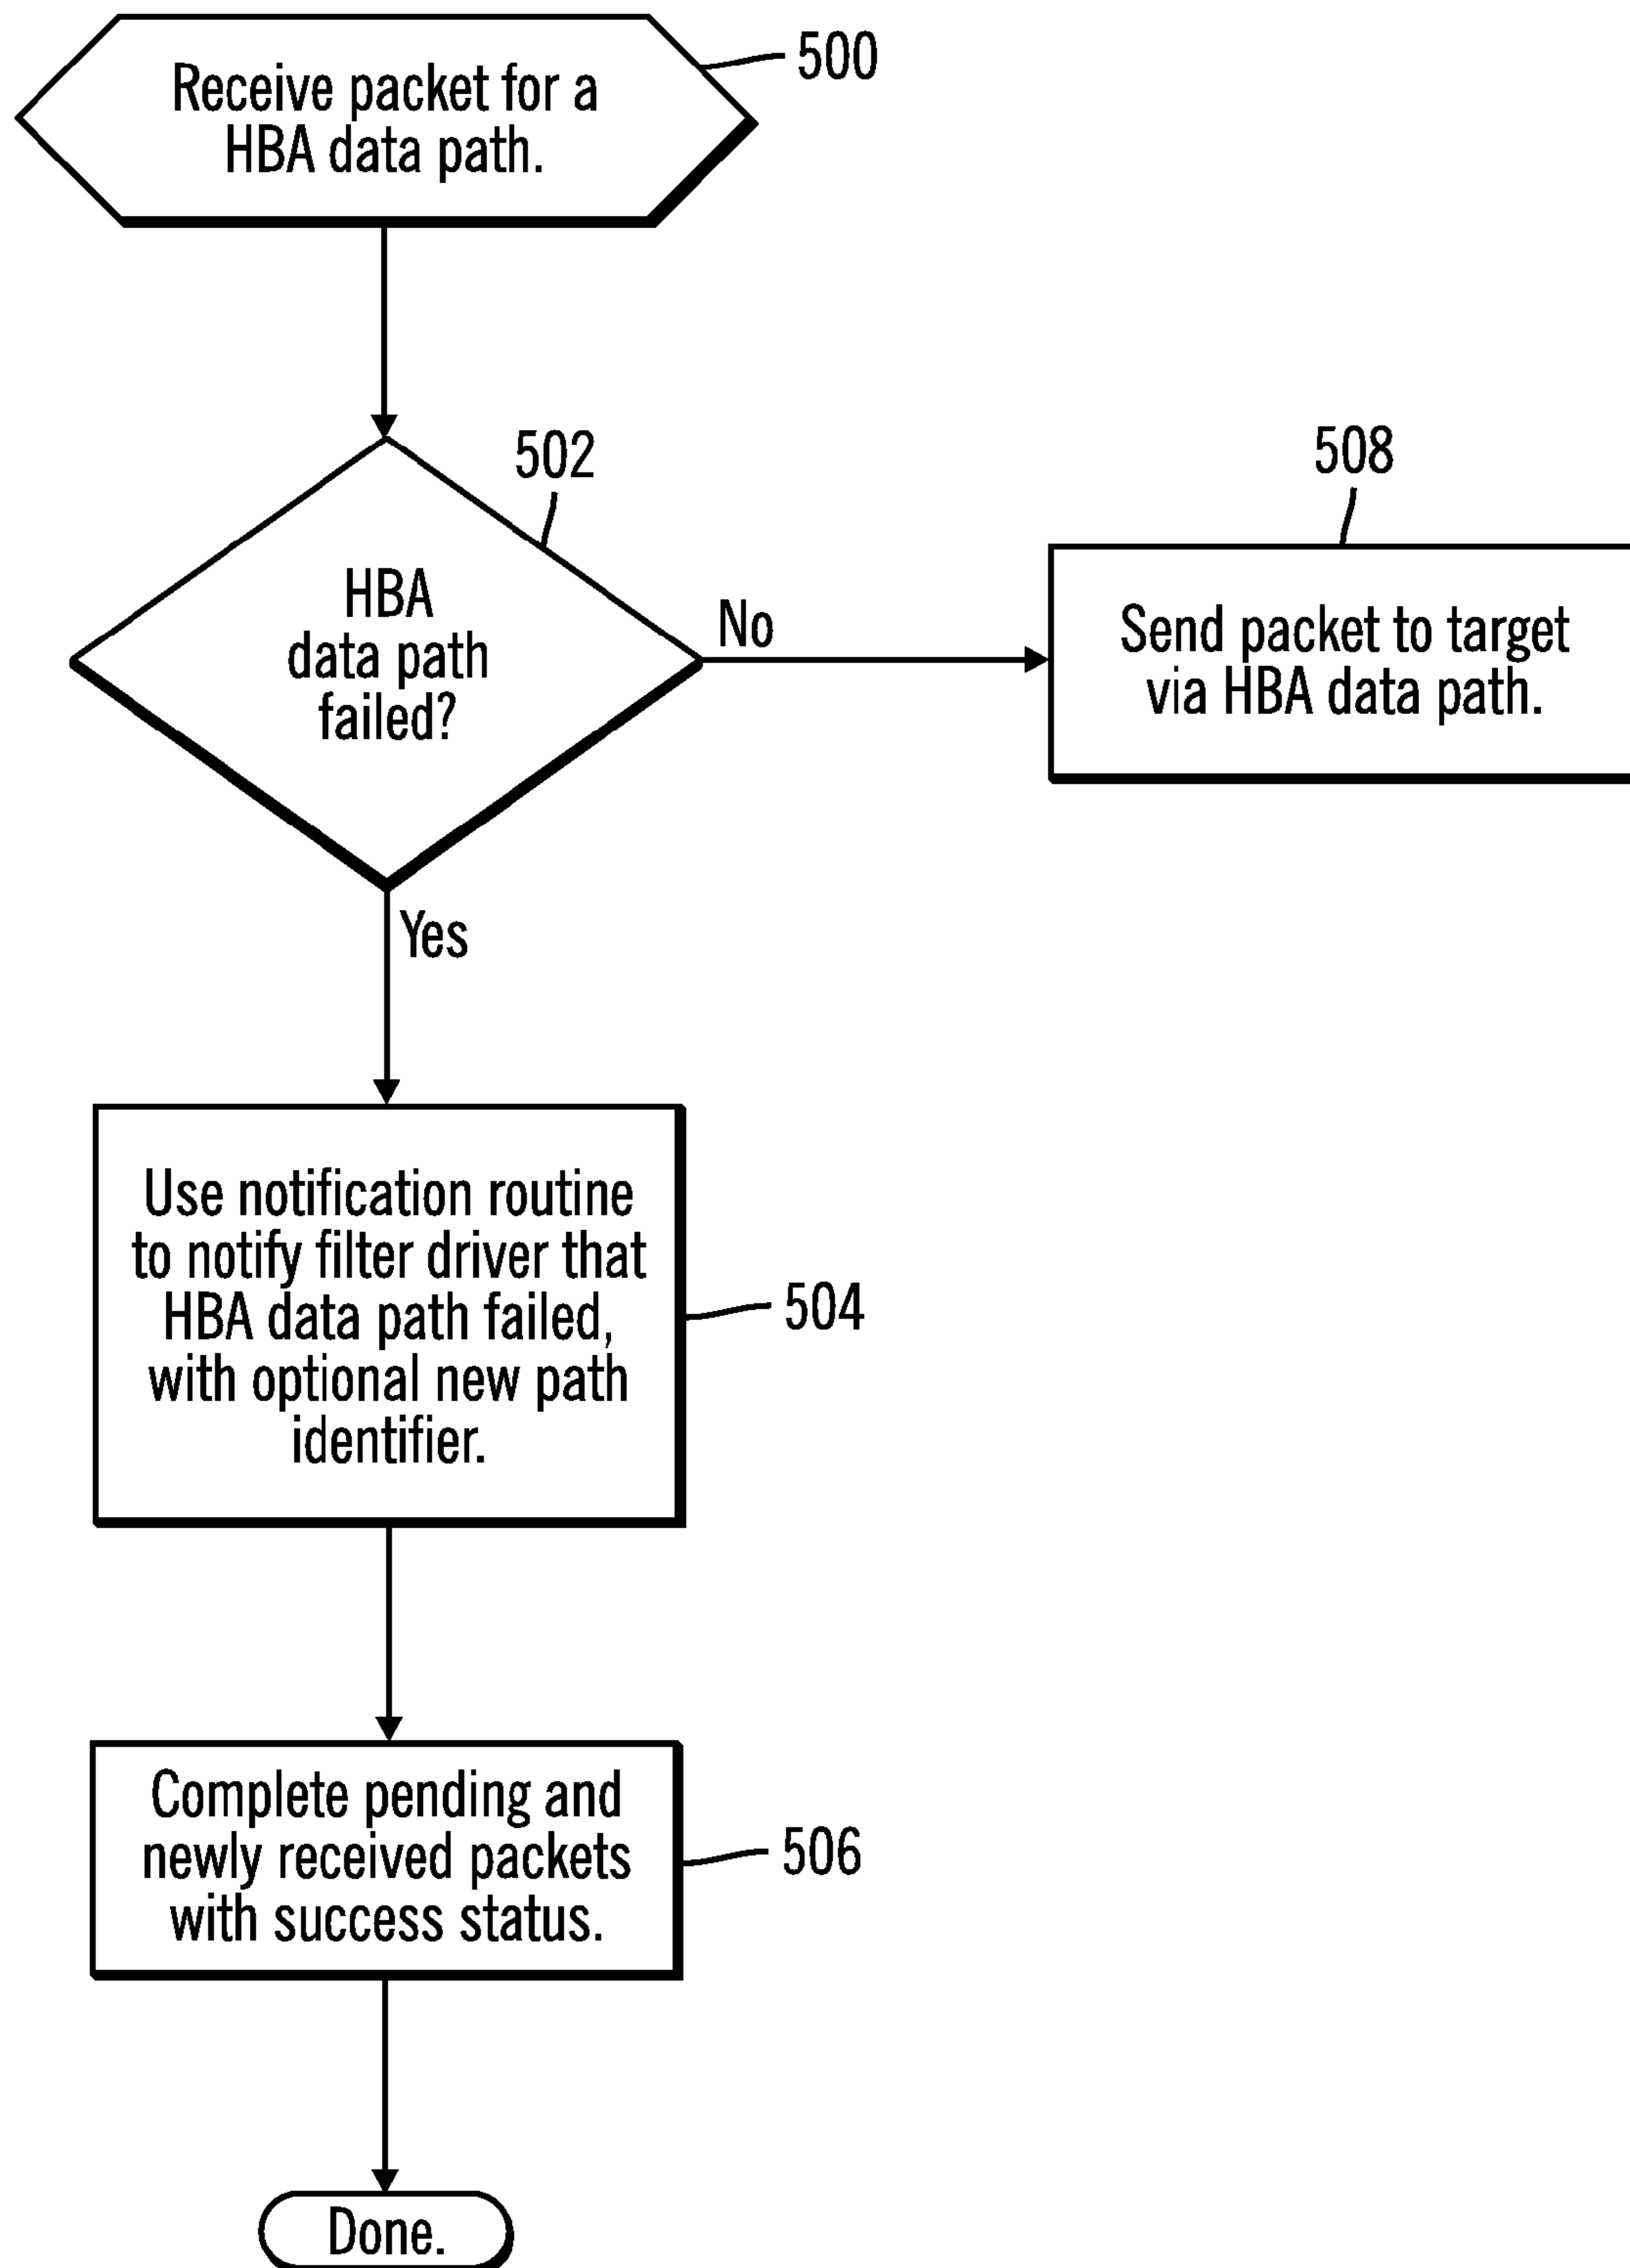 Receive packet for a
HBA data path.
500
502
HBA
data path
failed?
No
508
Send packet to target
via HBA data path.
Yes
Use notification routine
to notify filter driver that
HBA data path failed,
with optional new path
identifier.
504
Complete pending and
newly received packets
with success status.
506
Done.